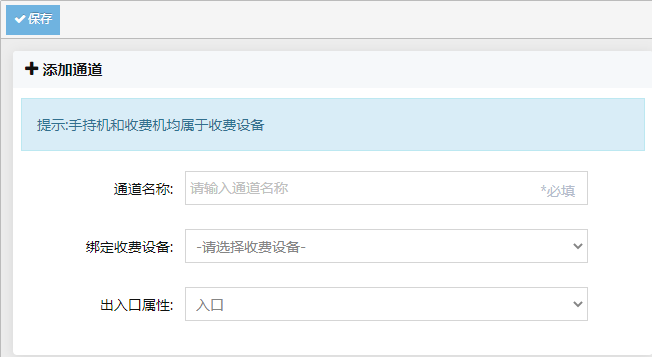 保存
添加通道
提示:手持机和收费机均属于收费设备
通道名称: 请输入通道名称 *必填
绑定收费设备: -请选择收费设备-
出入口属性: 入口